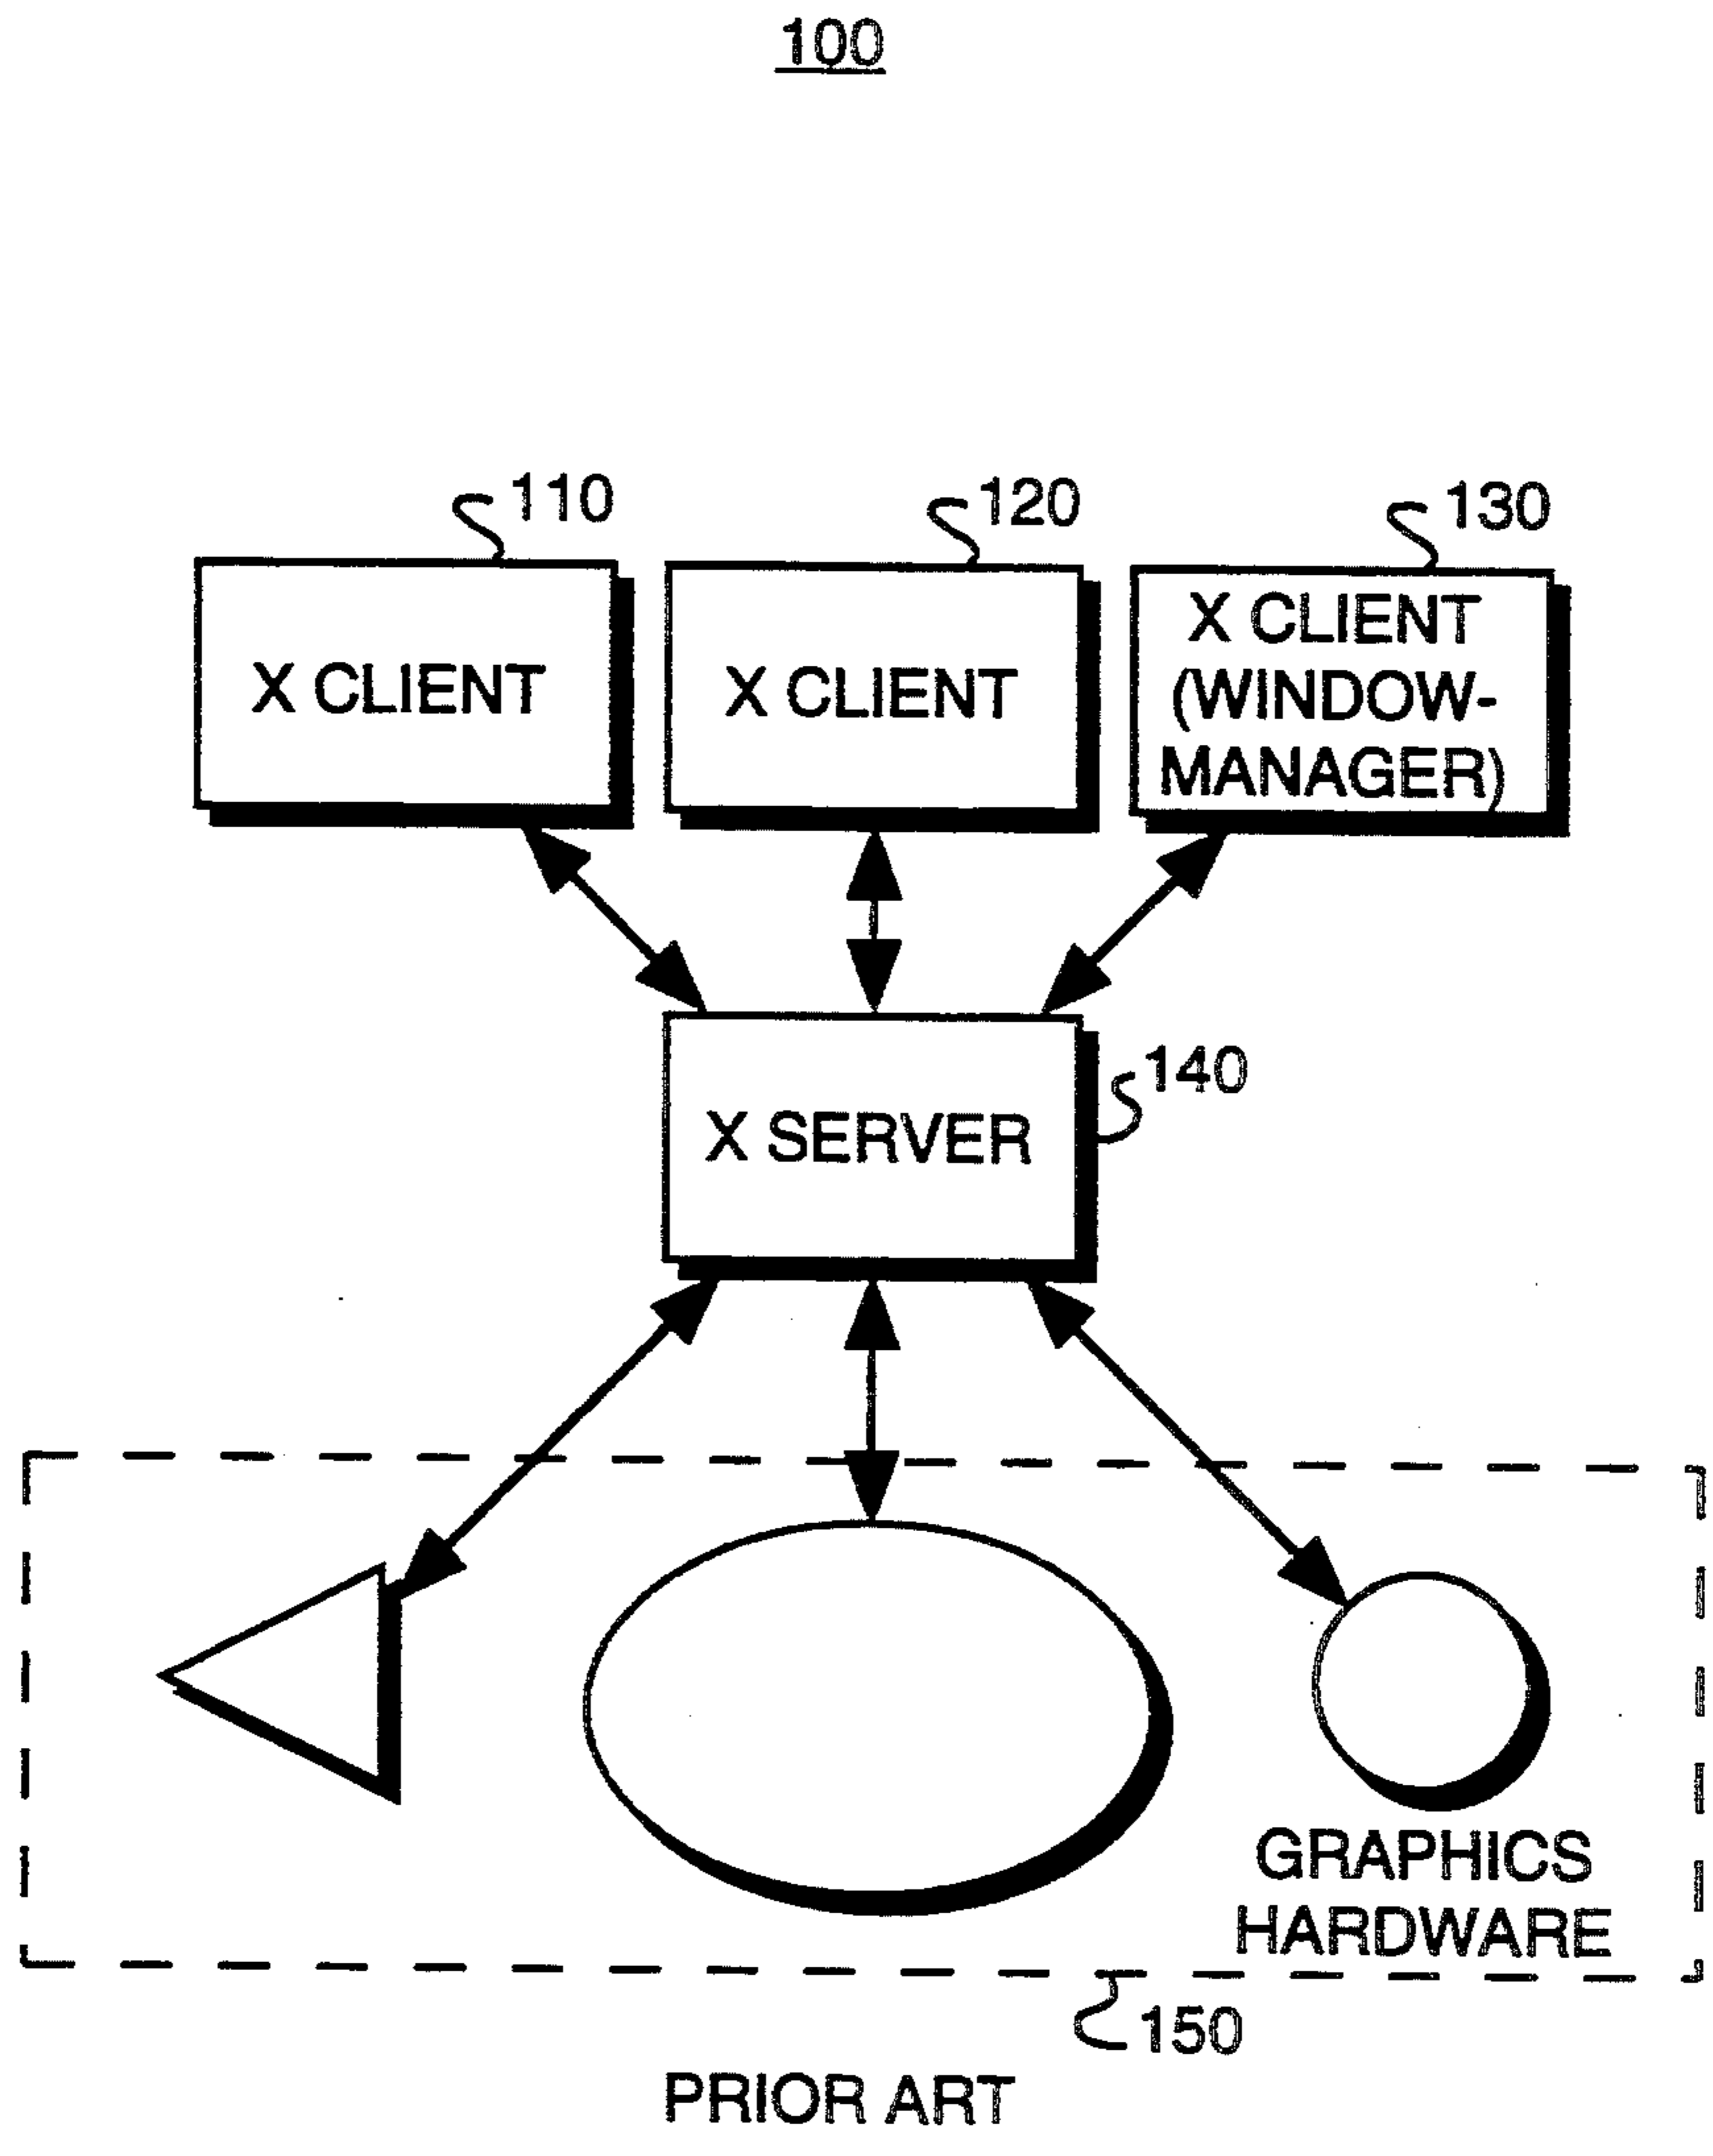 100
110
120
130
X CLIENT
X CLIENT
X CLIENT
(WINDOW-
MANAGER)
140
X SERVER
GRAPHICS
HARDWARE
150
PRIOR ART